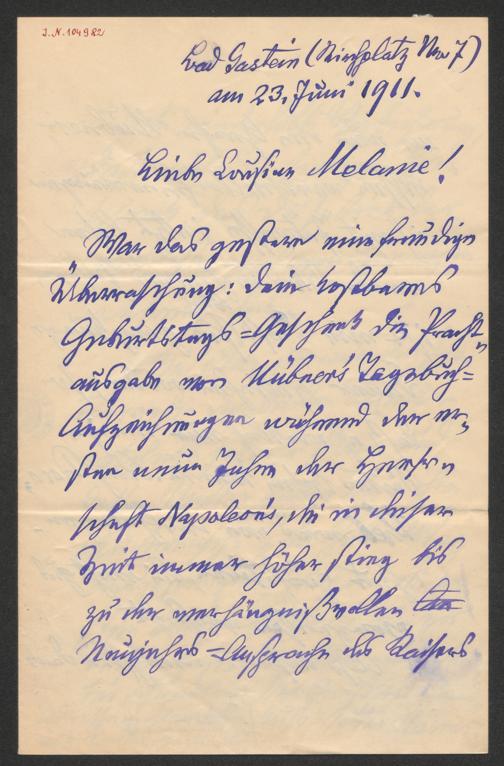 I. N. 104982
Bad Gastein (Kirchplatz Nro 7)
am 23. Juni 1911.
Liebe Cousine Melanie!
War das gestern eine freudige
Überraschung: dein kostbares
Geburtstags=Geschenk die Pracht-
ausgabe von Hübner's Tagebuch=
Aufzeichnungen während der er-
sten neun Jahre der Herr-
schaft Napoleons, die in dieser
Zeit immer höher stieg bis
zu der verhängnißvollen
Neujahrs=Ansprache des Kaisers